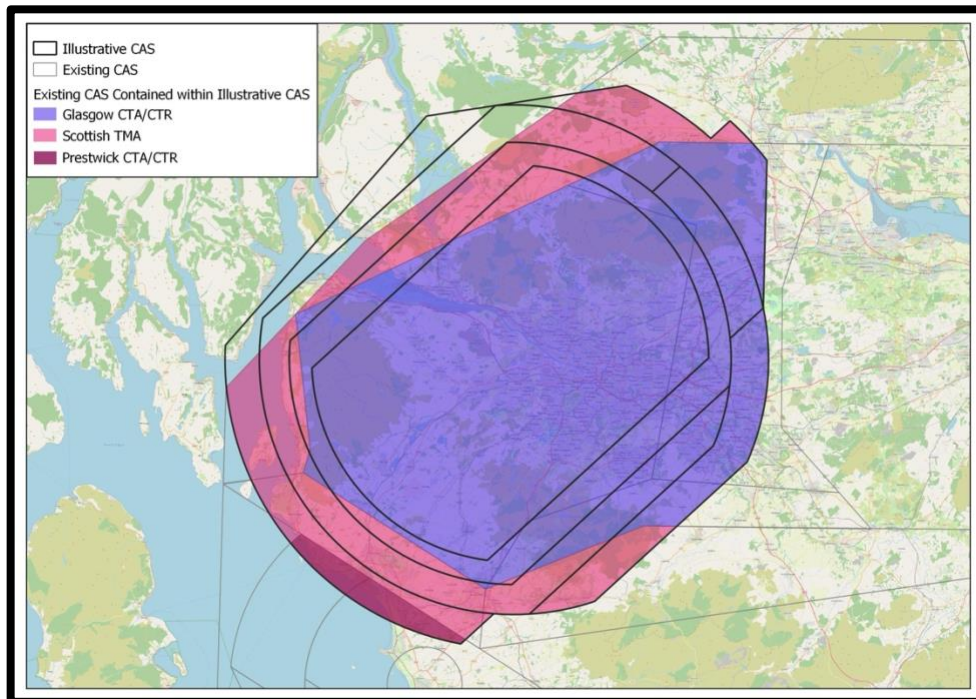 Illustrative CAS
Existing CAS
Existing CAS Contained within Illustrative CAS
Glasgow CTA/CTR
Scottish TMA
Prestwick CTA/CTR